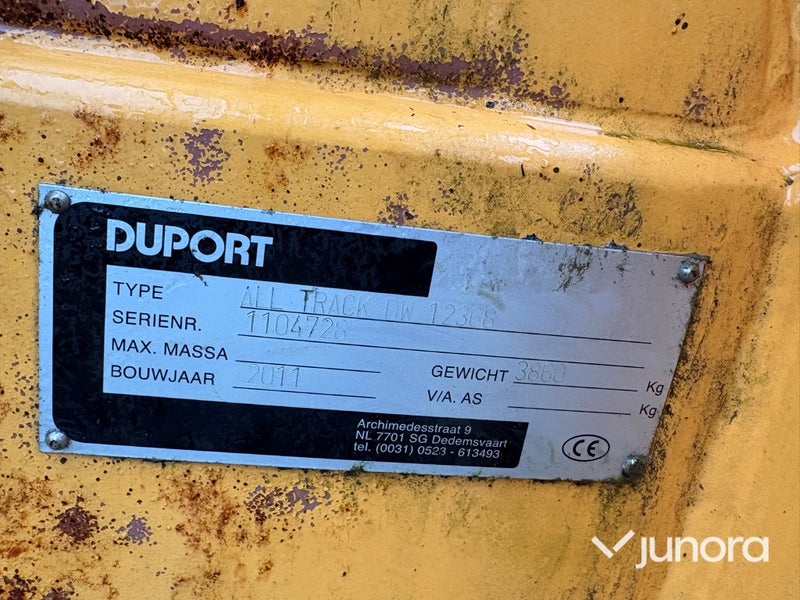 DUPORT
TYPE ALL TRACK DW 12368
SERIENR. 1104728
MAX. MASSA Kg
BOUWJAAR 2011 GEWICHT 3860 Kg
V/A. AS Kg
Archimedesstraat 9
NL 7701 SG Dedemsvaart
tel. (0031) 0523 - 613493
CE
junora